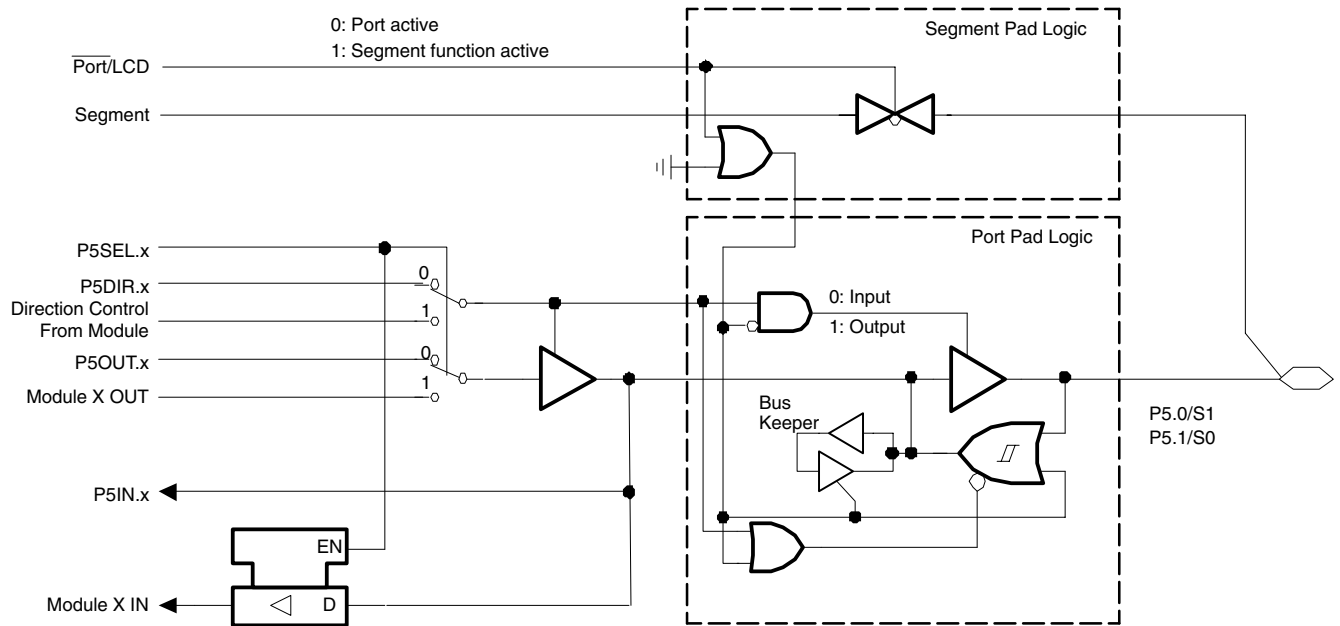 0: Port active
1: Segment function active
Segment Pad Logic
Port/LCD
Segment
Port Pad Logic
P5SEL.x
P5DIR.x
0
Direction Control
From Module
1
0: Input
1: Output
P5OUT.x
0
Module X OUT
1
Bus
Keeper
P5.0/S1
P5.1/S0
P5IN.x
EN
Module X IN
D